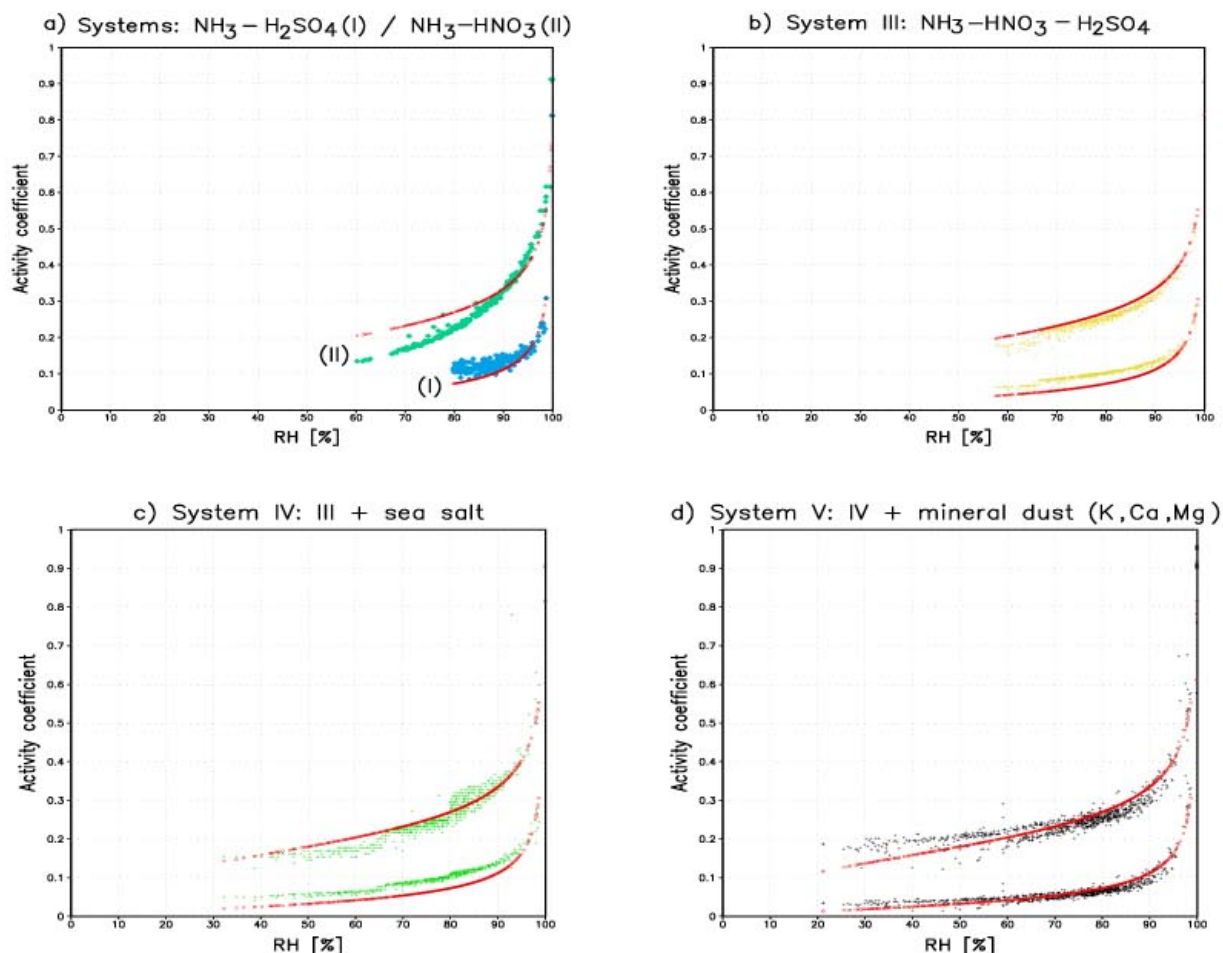 a) Systems: NH3−H2SO4(I) / NH3−HNO3(II)
1
0.9
0.8
0.7
0.6
0.5
0.4
0.3
0.2
0.1
0
Activity coefficient
(II)
(I)
0 10 20 30 40 50 60 70 80 90 100
RH [%]
b) System III: NH3−HNO3−H2SO4
1
0.9
0.8
0.7
0.6
0.5
0.4
0.3
0.2
0.1
0
Activity coefficient
0 10 20 30 40 50 60 70 80 90 100
RH [%]
c) System IV: III + sea salt
1
0.9
0.8
0.7
0.6
0.5
0.4
0.3
0.2
0.1
0
Activity coefficient
0 10 20 30 40 50 60 70 80 90 100
RH [%]
d) System V: IV + mineral dust (K,Ca,Mg)
1
0.9
0.8
0.7
0.6
0.5
0.4
0.3
0.2
0.1
0
Activity coefficient
0 10 20 30 40 50 60 70 80 90 100
RH [%]